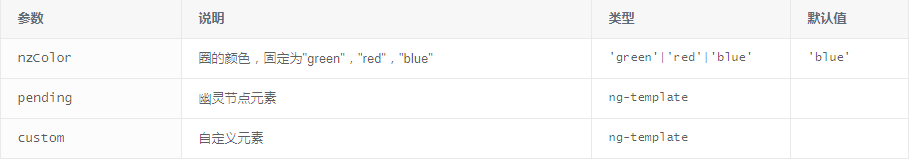 参数 说明 类型 默认值
nzColor 圈的颜色，固定为"green"，"red"，"blue" 'green'|'red'|'blue' 'blue'
pending 幽灵节点元素 ng-template
custom 自定义元素 ng-template